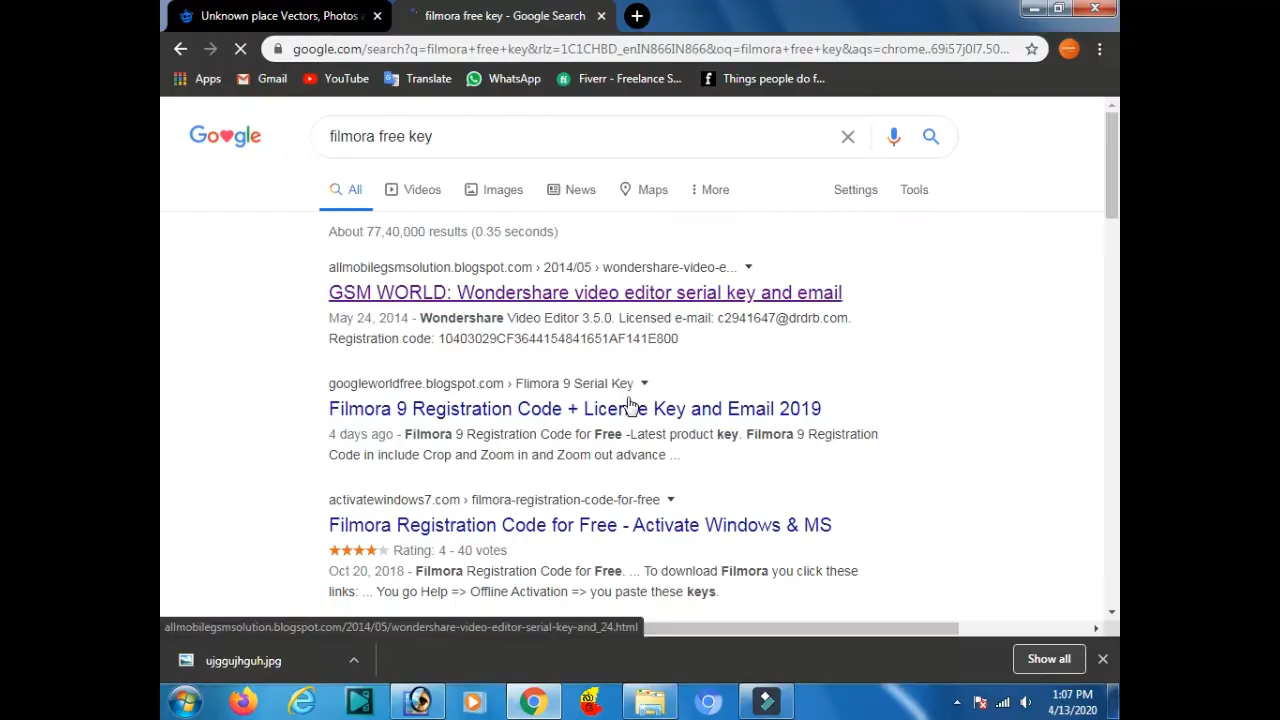 Unknown place Vectors, Photos a
filmora free key - Google Search
google.com/search?q=filmora+free+key&rlz=1C1CHBD_enIN866IN866&oq=filmora+free+key&aqs=chrome..69i57j0l7.50...
Apps
Gmail
YouTube
Translate
WhatsApp
Fiverr - Freelance S...
Things people do f...
Google
filmora free key
All
Videos
Images
News
Maps
More
Settings
Tools
About 77,40,000 results (0.35 seconds)
allmobilegsmsolution.blogspot.com › 2014/05 › wondershare-video-e...
GSM WORLD: Wondershare video editor serial key and email
May 24, 2014 - Wondershare Video Editor 3.5.0. Licensed e-mail: c2941647@drdrb.com.
Registration code: 10403029CF3644154841651AF141E800
googleworldfree.blogspot.com › Flimora 9 Serial Key
Filmora 9 Registration Code + License Key and Email 2019
4 days ago - Filmora 9 Registration Code for Free -Latest product key. Filmora 9 Registration
Code in include Crop and Zoom in and Zoom out advance ...
activatewindows7.com › filmora-registration-code-for-free
Filmora Registration Code for Free - Activate Windows & MS
Rating: 4 - 40 votes
Oct 20, 2018 - Filmora Registration Code for Free. ... To download Filmora you click these
links: ... You go Help => Offline Activation => you paste these keys.
allmobilegsmsolution.blogspot.com/2014/05/wondershare-video-editor-serial-key-and_24.html
ujggujhguh.jpg
Show all
1:07 PM
4/13/2020